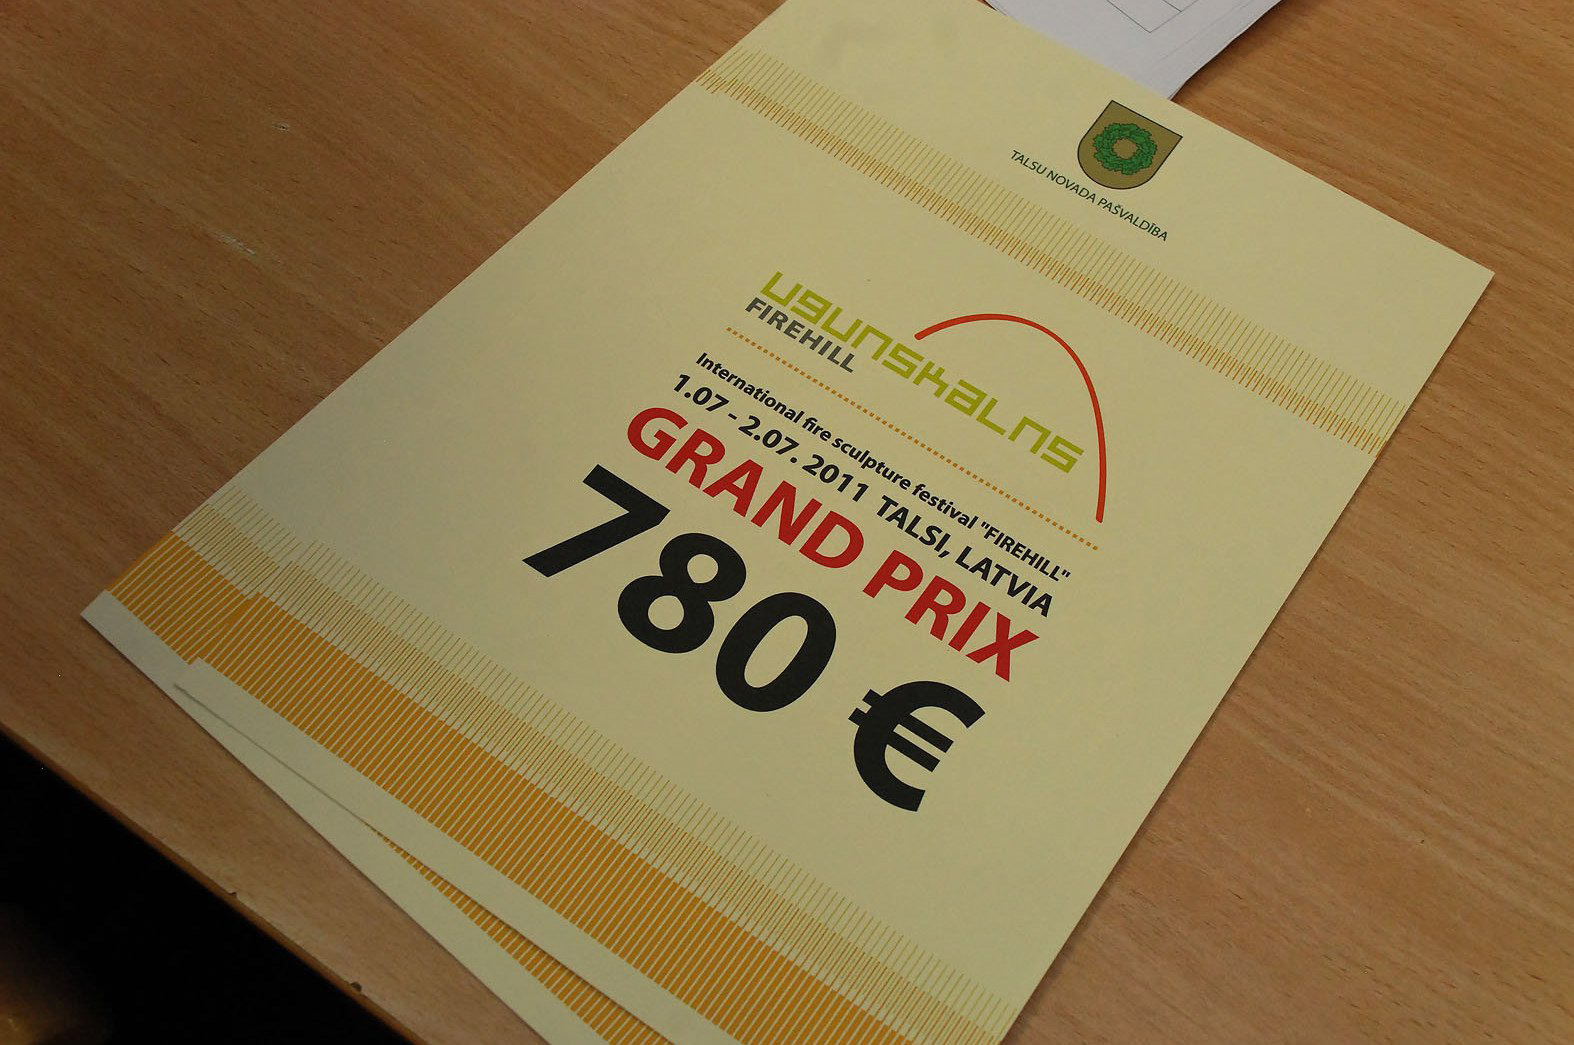 TALSU NOVADA PAŠVALDĪBA
ugunskalns
FIREHILL
International fire sculpture festival "FIREHILL"
1.07 - 2.07. 2011 TALSI, LATVIA
GRAND PRIX
780 €